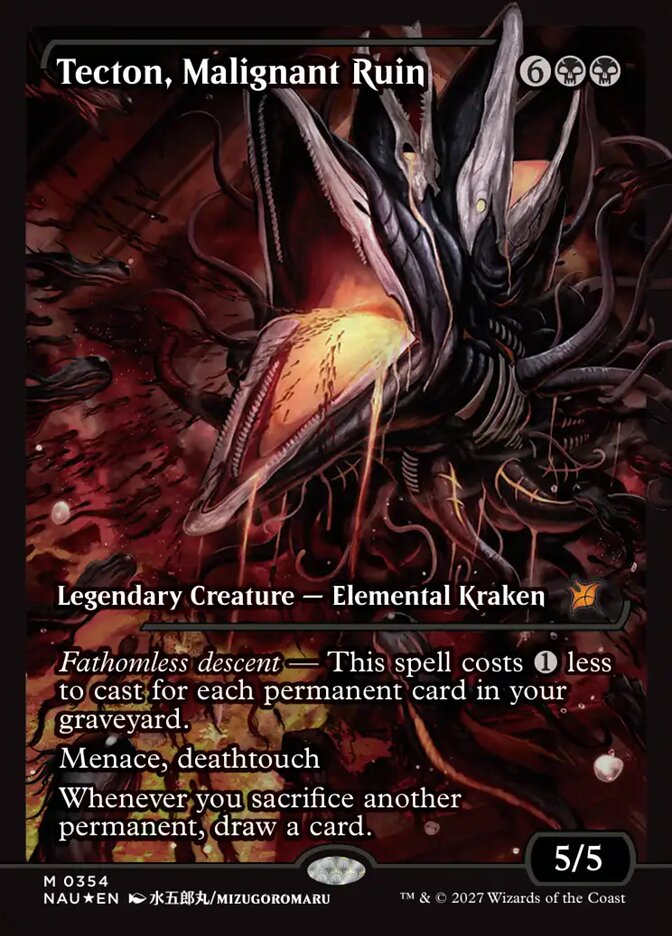 Tecton, Malignant Ruin 6
Legendary Creature — Elemental Kraken
Fathomless descent — This spell costs 1 less
to cast for each permanent card in your
graveyard.
Menace, deathtouch
Whenever you sacrifice another
permanent, draw a card.
5/5
M 0354
NAU★EN 水五郎丸/MIZUGOROMARU
™ & © 2027 Wizards of the Coast